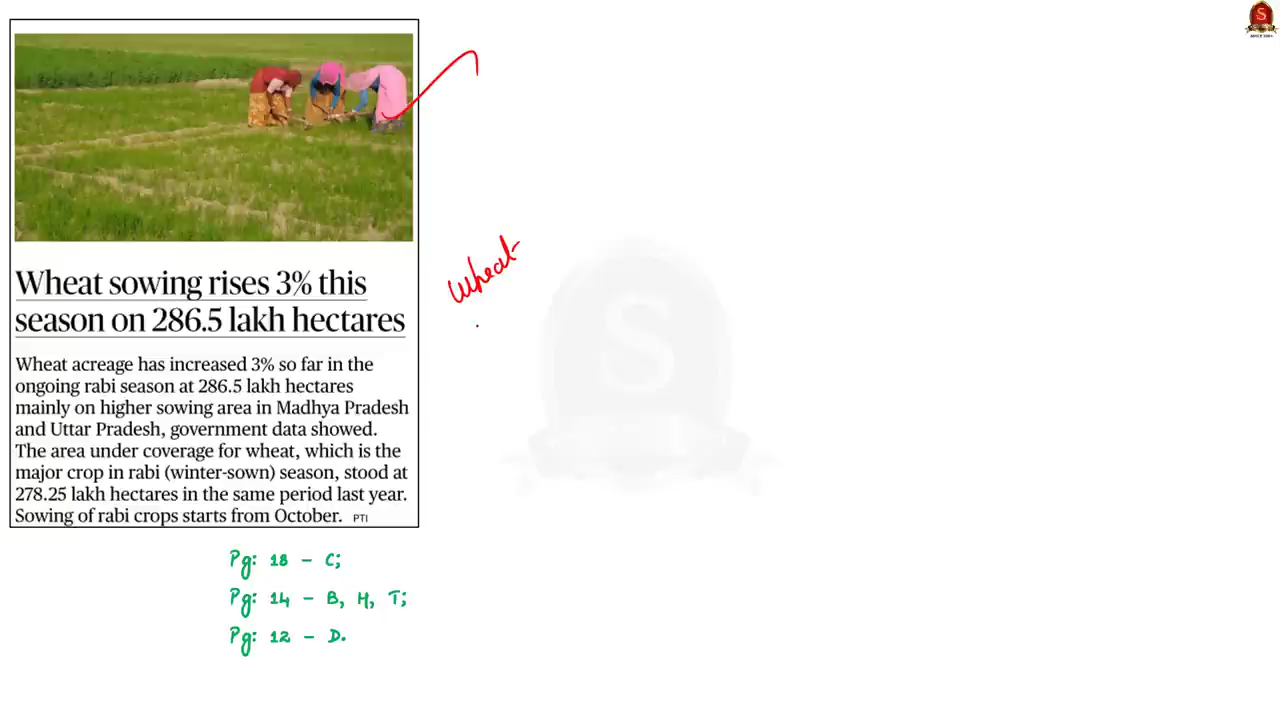 Wheat sowing rises 3% this
season on 286.5 lakh hectares
Wheat acreage has increased 3% so far in the
ongoing rabi season at 286.5 lakh hectares
mainly on higher sowing area in Madhya Pradesh
and Uttar Pradesh, government data showed.
The area under coverage for wheat, which is the
major crop in rabi (winter-sown) season, stood at
278.25 lakh hectares in the same period last year.
Sowing of rabi crops starts from October. PTI
Pg: 18 - C;
Pg: 14 - B, H, T;
Pg: 12 - D.
Wheat
S
S
SINCE 2004